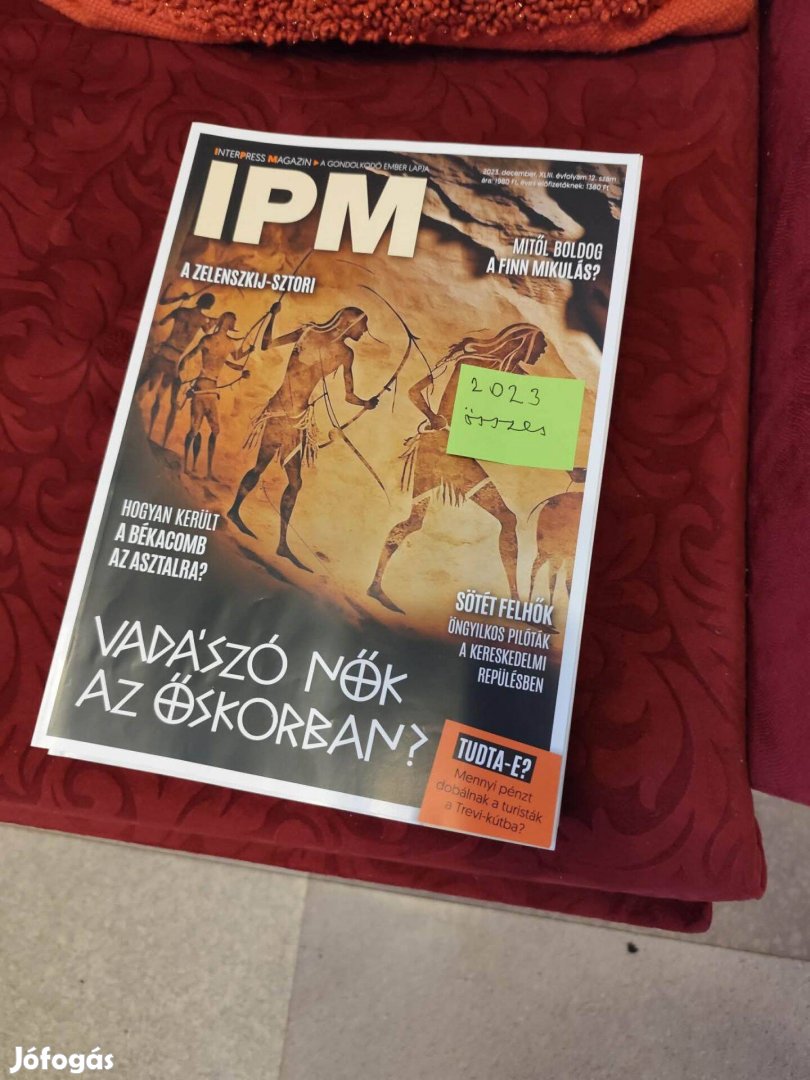 INTERPRESS MAGAZIN ▸ A GONDOLKODÓ EMBER LAPJA
2023. december, XLIII. évfolyam 12. szám
ára: 1980 Ft, éves előfizetőknek: 1380 Ft
IPM
MITŐL BOLDOG
A FINN MIKULÁS?
A ZELENSZKIJ-SZTORI
2023
összes
HOGYAN KERÜLT
A BÉKACOMB
AZ ASZTALRA?
SÖTÉT FELHŐK
ÖNGYILKOS PILÓTÁK
A KERESKEDELMI
REPÜLÉSBEN
VADÁSZÓ NŐK
AZ ŐSKORBAN?
TUDTA-E?
Mennyi pénzt
dobálnak a turisták
a Trevi-kútba?
Jófogás